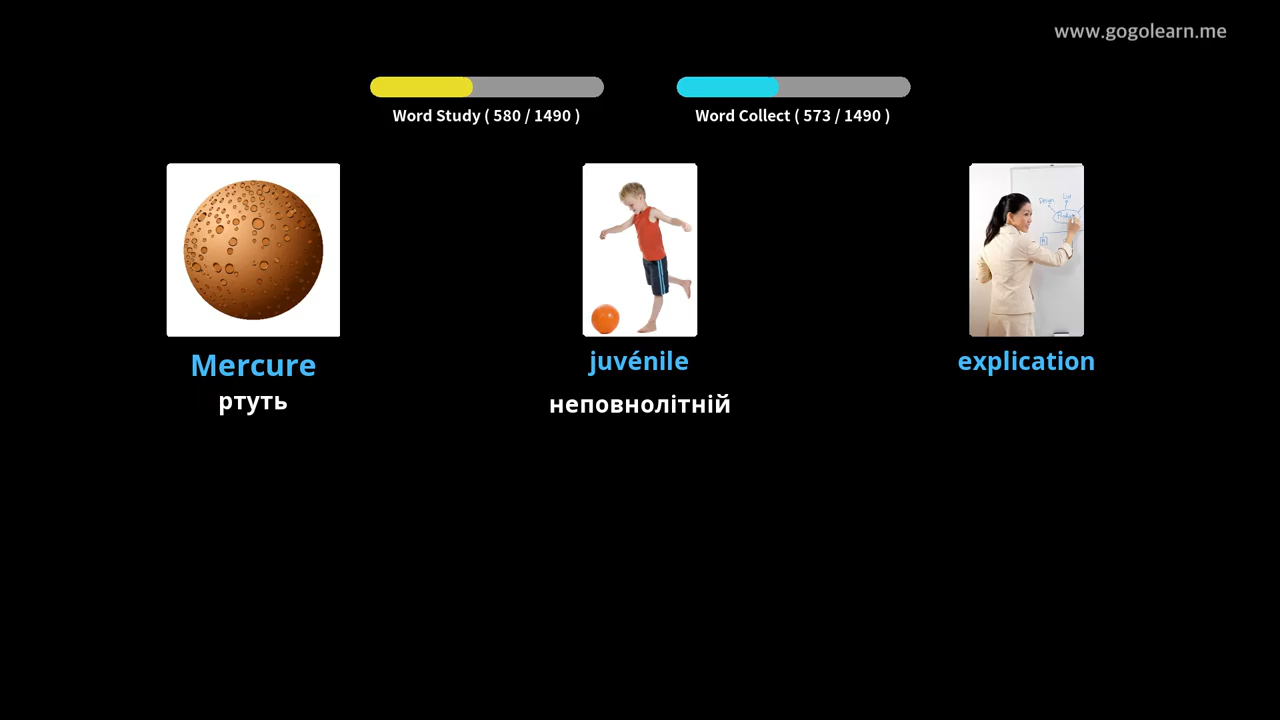 www.gogolearn.me
Word Study ( 580 / 1490 )
Word Collect ( 573 / 1490 )
Mercure
ртуть
juvénile
неповнолітній
explication